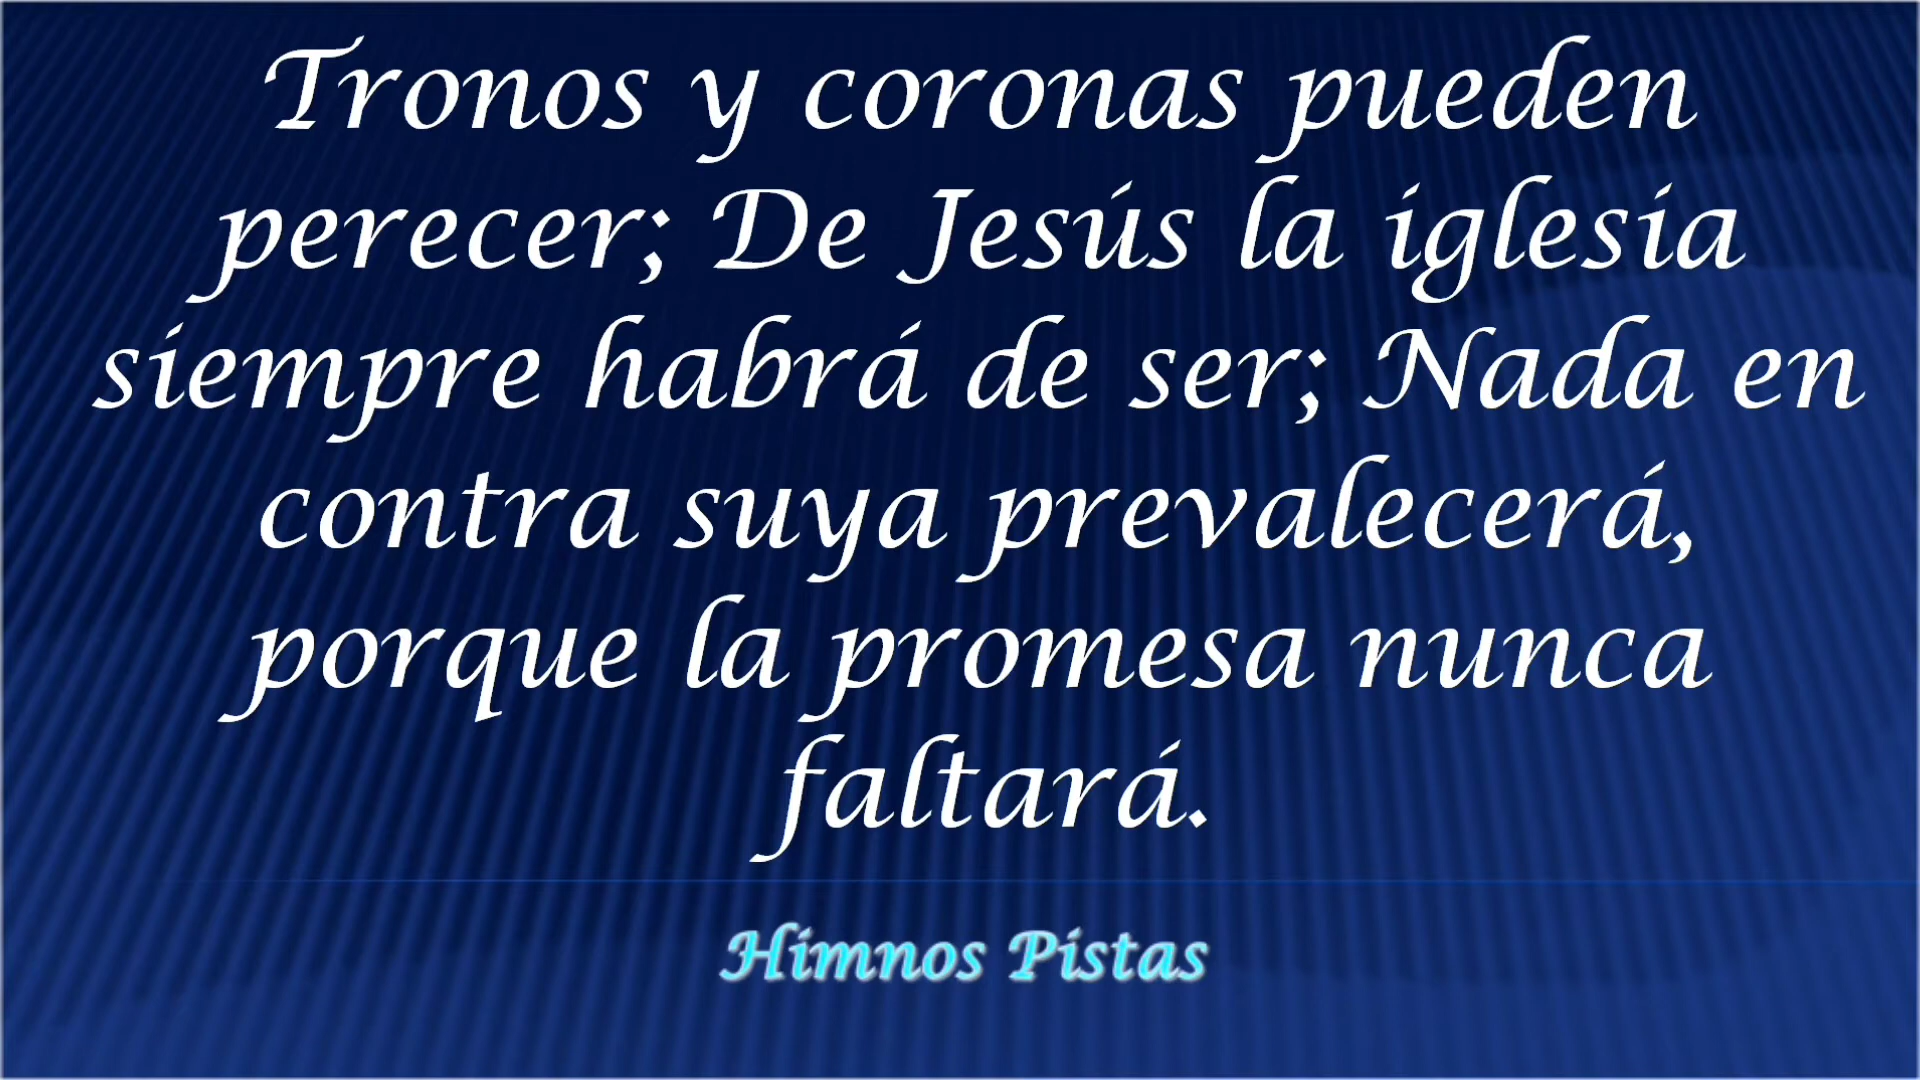 Tronos y coronas pueden
perecer; De Jesús la iglesia
siempre habrá de ser; Nada en
contra suya prevalecerá,
porque la promesa nunca
faltará.
Himnos Pistas